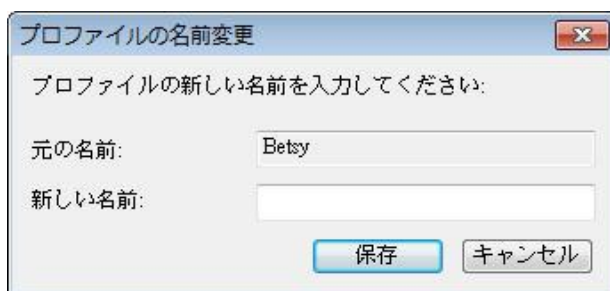 プロファイルの名前変更
プロファイルの新しい名前を入力してください:
元の名前: Betsy
新しい名前:
保存 キャンセル